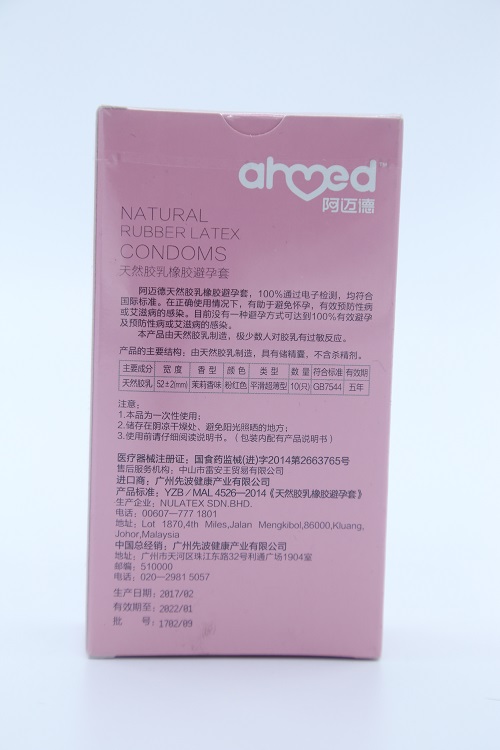 ahmed™
阿迈德
NATURAL
RUBBER LATEX
CONDOMS
天然胶乳橡胶避孕套
阿迈德天然胶乳橡胶避孕套，100%通过电子检测，均符合
国际标准。在正确使用情况下，有助于避免怀孕，有效预防性病
或艾滋病的感染。目前没有一种避孕方式可达到100%有效避孕
及预防性病或艾滋病的感染。
本产品由天然胶乳制造，极少数人对胶乳有过敏反应。
产品的主要结构：由天然胶乳制造，具有储精囊，不含杀精剂。
主要成分 宽度 香型 颜色 类型 数量 符合标准 有效期
天然胶乳 52±2(mm) 茉莉香味 粉红色 平滑超薄型 10(只) GB7544 五年
注意：
1.本品为一次性使用；
2.储存在阴凉干燥处、避免阳光照晒的地方；
3.使用前请仔细阅读说明书。（包装内配有产品说明书）
医疗器械注册证：国食药监械(进)字2014第2663765号
售后服务机构：中山市雷安王贸易有限公司
进口商：广州先波健康产业有限公司
产品标准：YZB／MAL 4526—2014《天然胶乳橡胶避孕套》
生产企业：NULATEX SDN.BHD.
电话：00607—777 1801
地址：Lot 1870,4th Miles,Jalan Mengkibol,86000,Kluang,
Johor,Malaysia
中国总经销：广州先波健康产业有限公司
地址：广州市天河区珠江东路32号利通广场1904室
邮编：510000
电话：020—2981 5057
生产日期：2017/02
有效期至：2022/01
批 号：1702/09